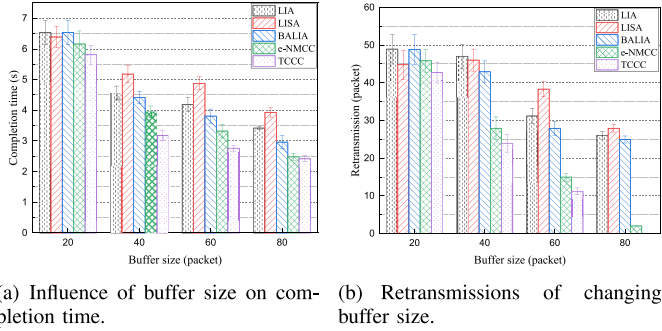 7
6
5
4
3
2
1
0
Completion time (s)
LIA
LISA
BALIA
e-NMCC
TCCC
20
40
60
80
Buffer size (packet)
(a) Influence of buffer size on com-
pletion time.
60
50
40
30
20
10
0
Retransmission (packet)
LIA
LISA
BALIA
e-NMCC
TCCC
20
40
60
80
Buffer size (packet)
(b) Retransmissions of changing
buffer size.